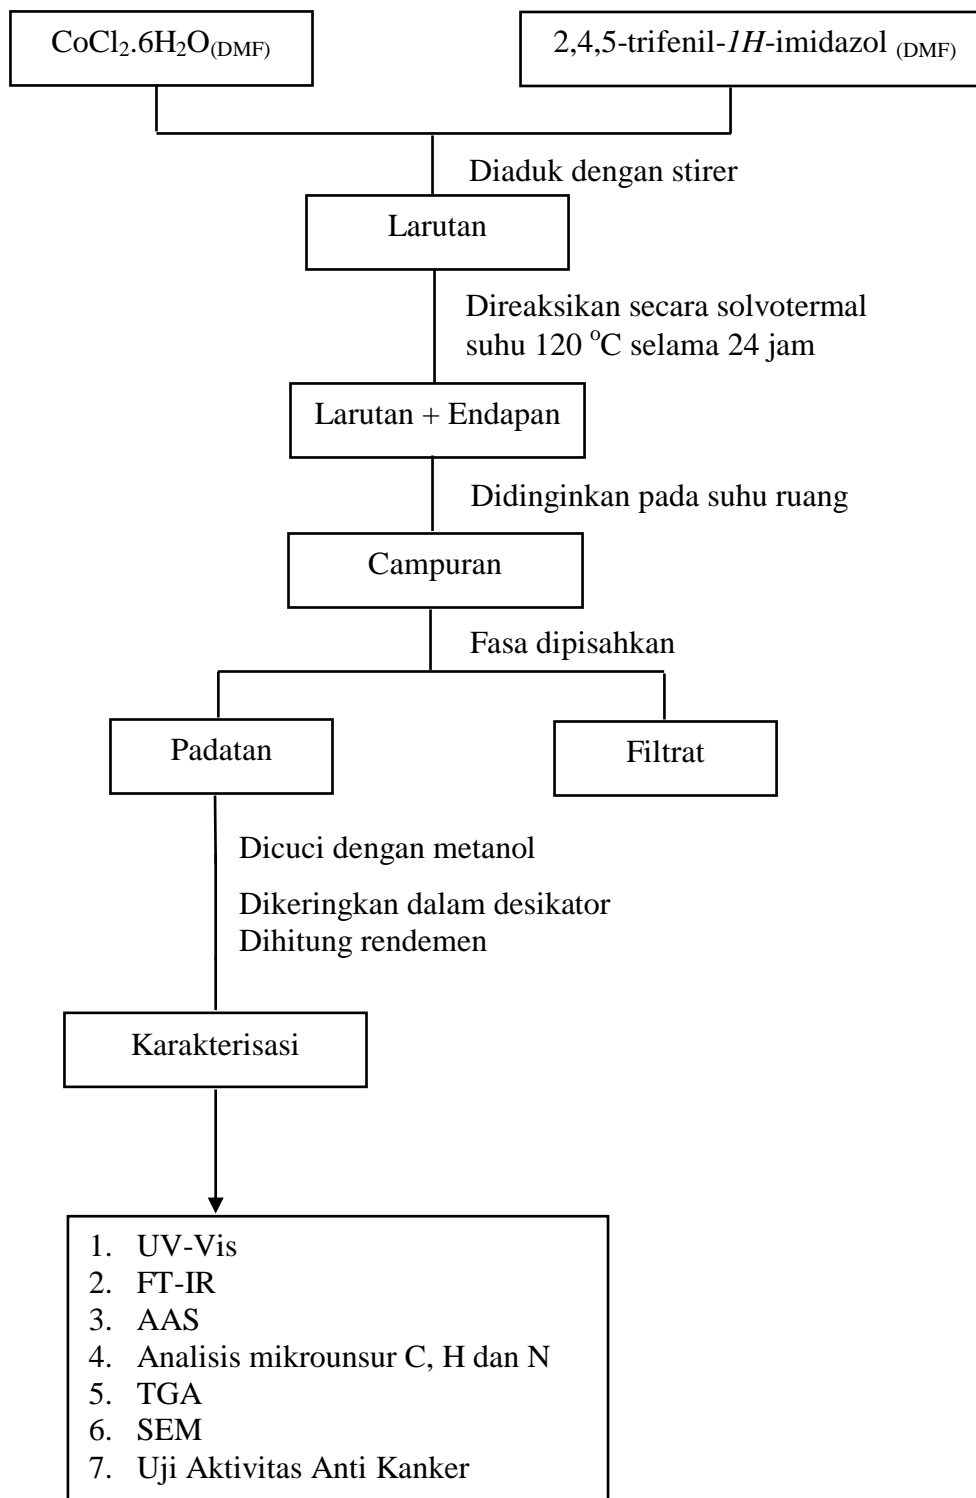 CoCl₂.6H₂O(DMF)
2,4,5-trifenil-1H-imidazol (DMF)
Diaduk dengan stirer
Larutan
Direaksikan secara solvotermal
suhu 120 °C selama 24 jam
Larutan + Endapan
Didinginkan pada suhu ruang
Campuran
Fasa dipisahkan
Padatan
Filtrat
Dicuci dengan metanol
Dikeringkan dalam desikator
Dihitung rendemen
Karakterisasi
1. UV-Vis
2. FT-IR
3. AAS
4. Analisis mikrounsur C, H dan N
5. TGA
6. SEM
7. Uji Aktivitas Anti Kanker